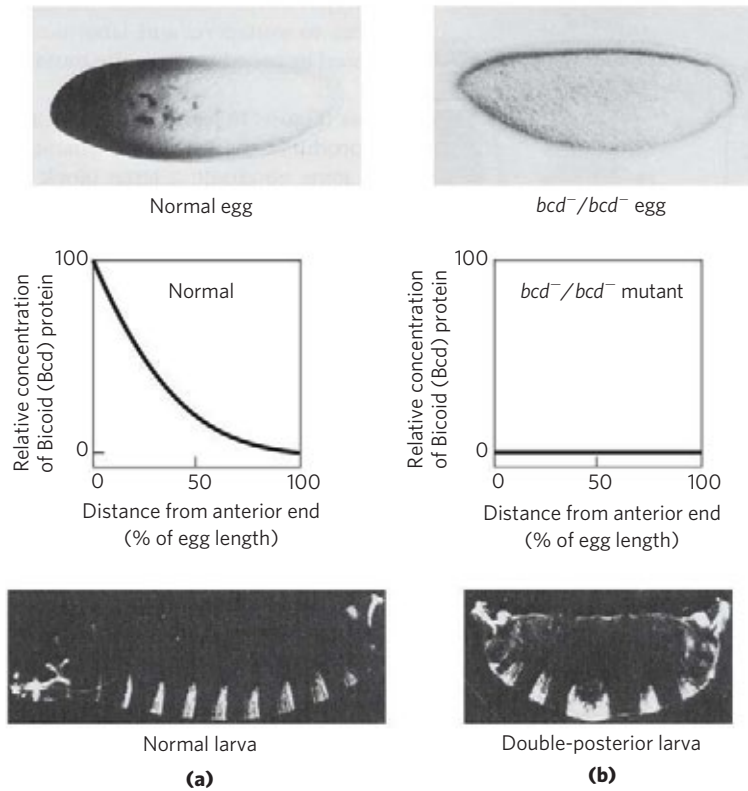 Normal egg
bcd⁻/bcd⁻ egg
100
Normal
Relative concentration
of Bicoid (Bcd) protein
0
0
50
100
Distance from anterior end
(% of egg length)
100
bcd⁻/bcd⁻ mutant
Relative concentration
of Bicoid (Bcd) protein
0
0
50
100
Distance from anterior end
(% of egg length)
Normal larva
(a)
Double-posterior larva
(b)